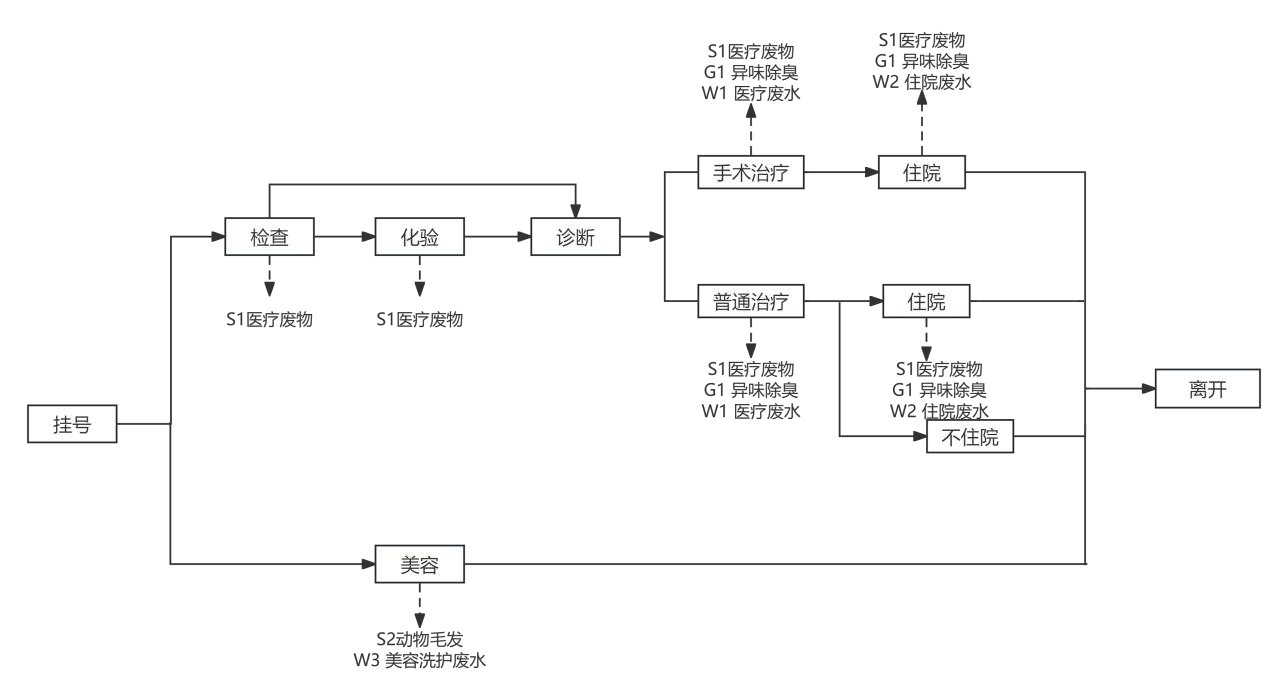 S1医疗废物
G1 异味除臭
W1 医疗废水
S1医疗废物
G1 异味除臭
W2 住院废水
手术治疗
住院
检查
化验
诊断
S1医疗废物
S1医疗废物
普通治疗
住院
S1医疗废物
G1 异味除臭
W1 医疗废水
S1医疗废物
G1 异味除臭
W2 住院废水
不住院
离开
挂号
美容
S2动物毛发
W3 美容洗护废水